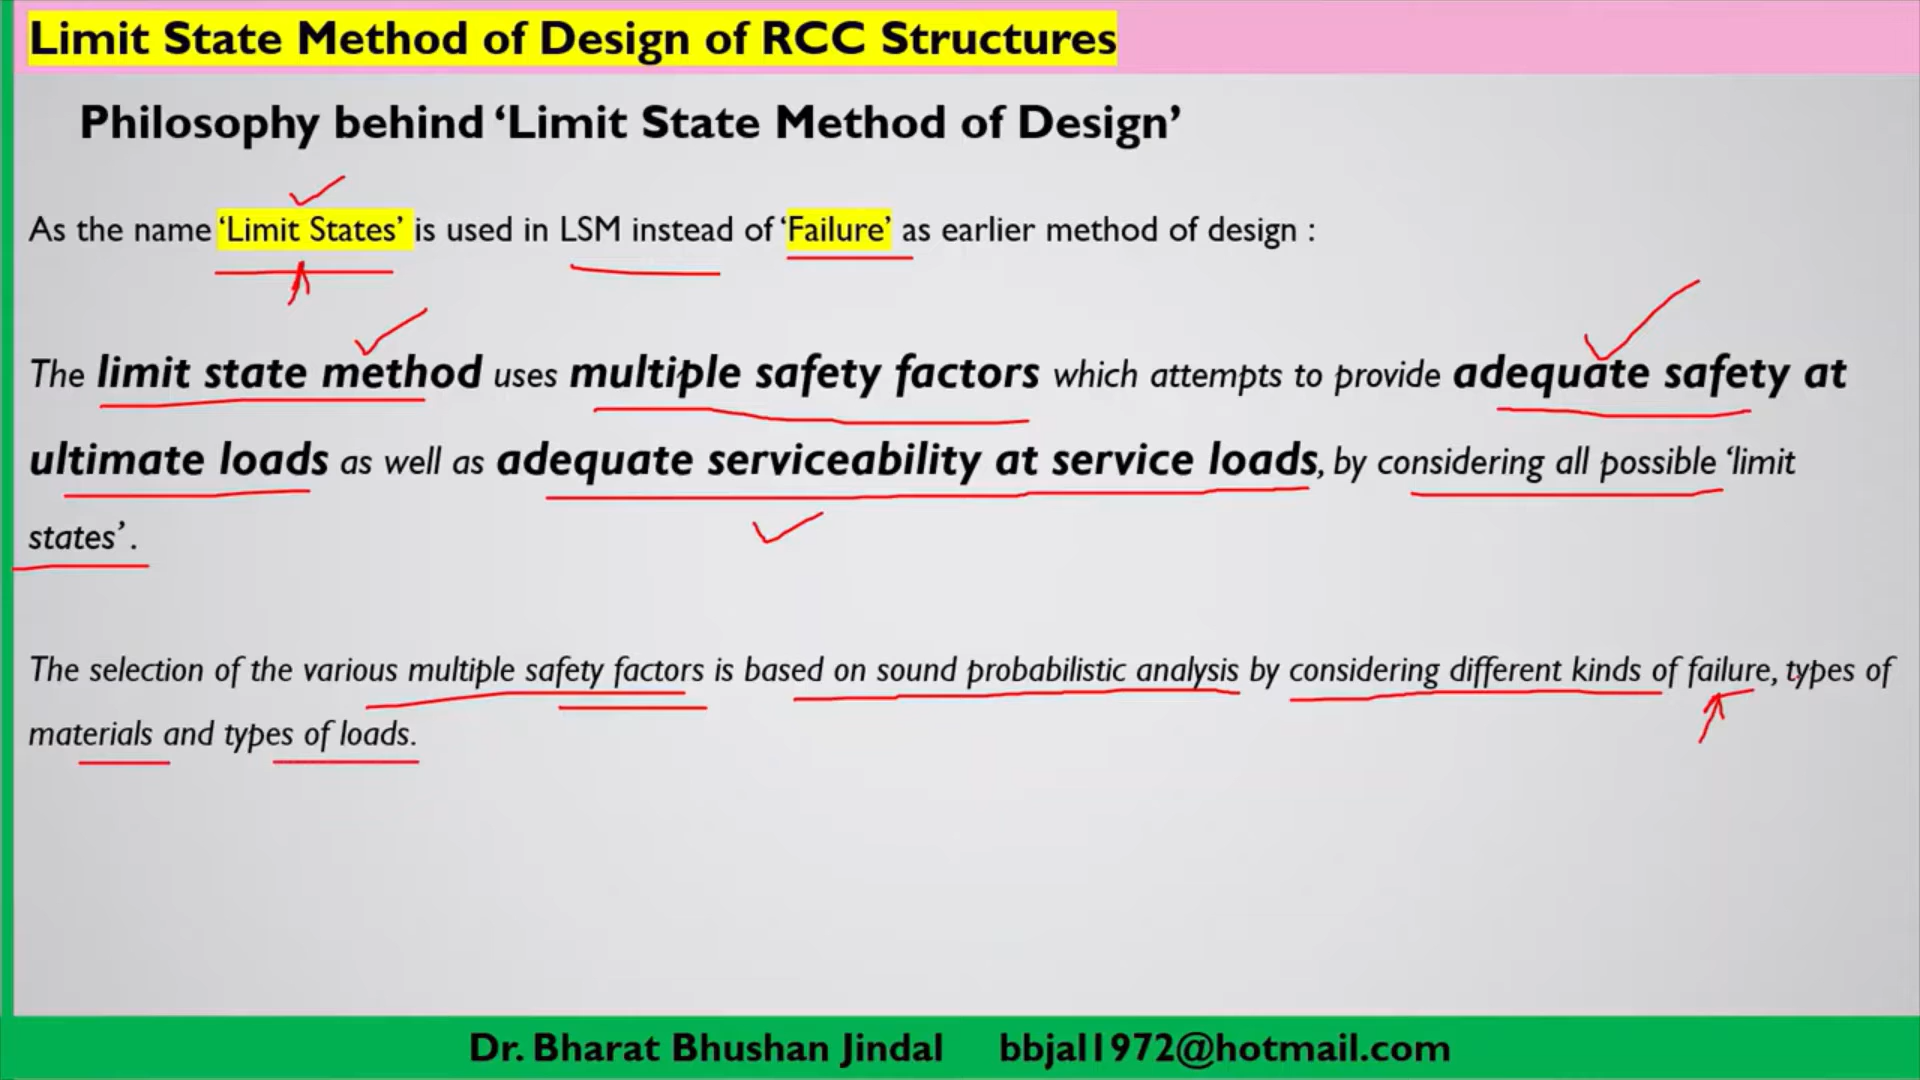 Limit State Method of Design of RCC Structures
Philosophy behind ‘Limit State Method of Design’
As the name ‘Limit States’ is used in LSM instead of ‘Failure’ as earlier method of design :
The limit state method uses multiple safety factors which attempts to provide adequate safety at
ultimate loads as well as adequate serviceability at service loads, by considering all possible ‘limit
states’ .
The selection of the various multiple safety factors is based on sound probabilistic analysis by considering different kinds of failure, types of
materials and types of loads.
Dr. Bharat Bhushan Jindal bbjal1972@hotmail.com